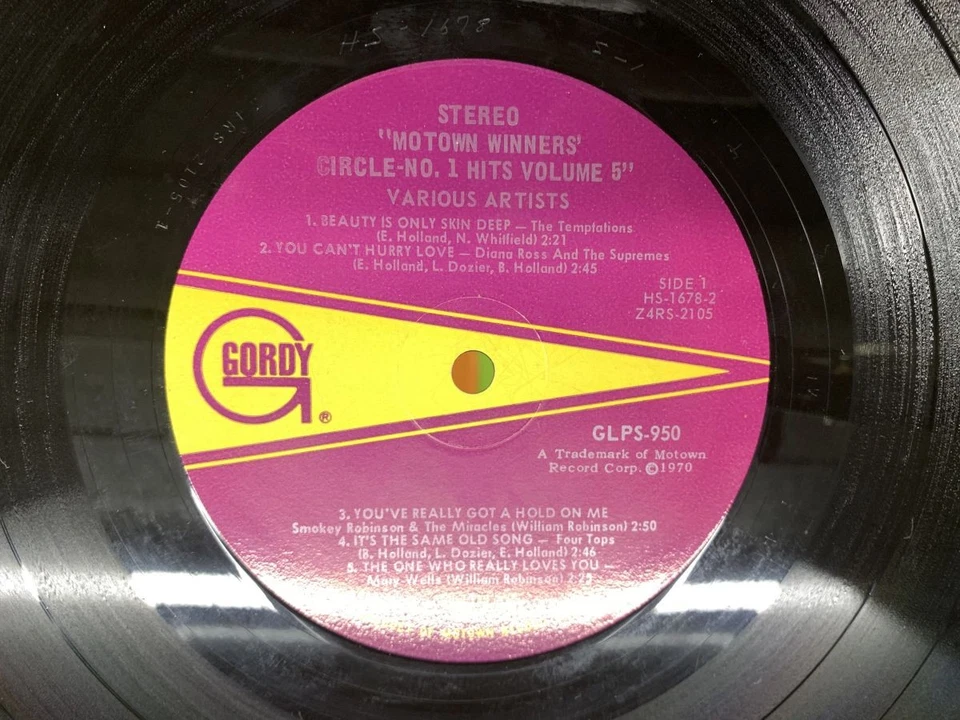 HS-1678
STEREO
"MOTOWN WINNERS'
CIRCLE-NO. 1 HITS VOLUME 5"
VARIOUS ARTISTS
1. BEAUTY IS ONLY SKIN DEEP — The Temptations
(E. Holland, N. Whitfield) 2:21
2. YOU CAN'T HURRY LOVE — Diana Ross And The Supremes
(E. Holland, L. Dozier, B. Holland) 2:45
SIDE 1
HS-1678-2
Z4RS-2105
GORDY
®
GLPS-950
A Trademark of Motown
Record Corp. ©1970
3. YOU'VE REALLY GOT A HOLD ON ME
Smokey Robinson & The Miracles (William Robinson) 2:50
4. IT'S THE SAME OLD SONG — Four Tops
(B. Holland, L. Dozier, E. Holland) 2:46
5. THE ONE WHO REALLY LOVES YOU —
Mary Wells (William Robinson) 2:25